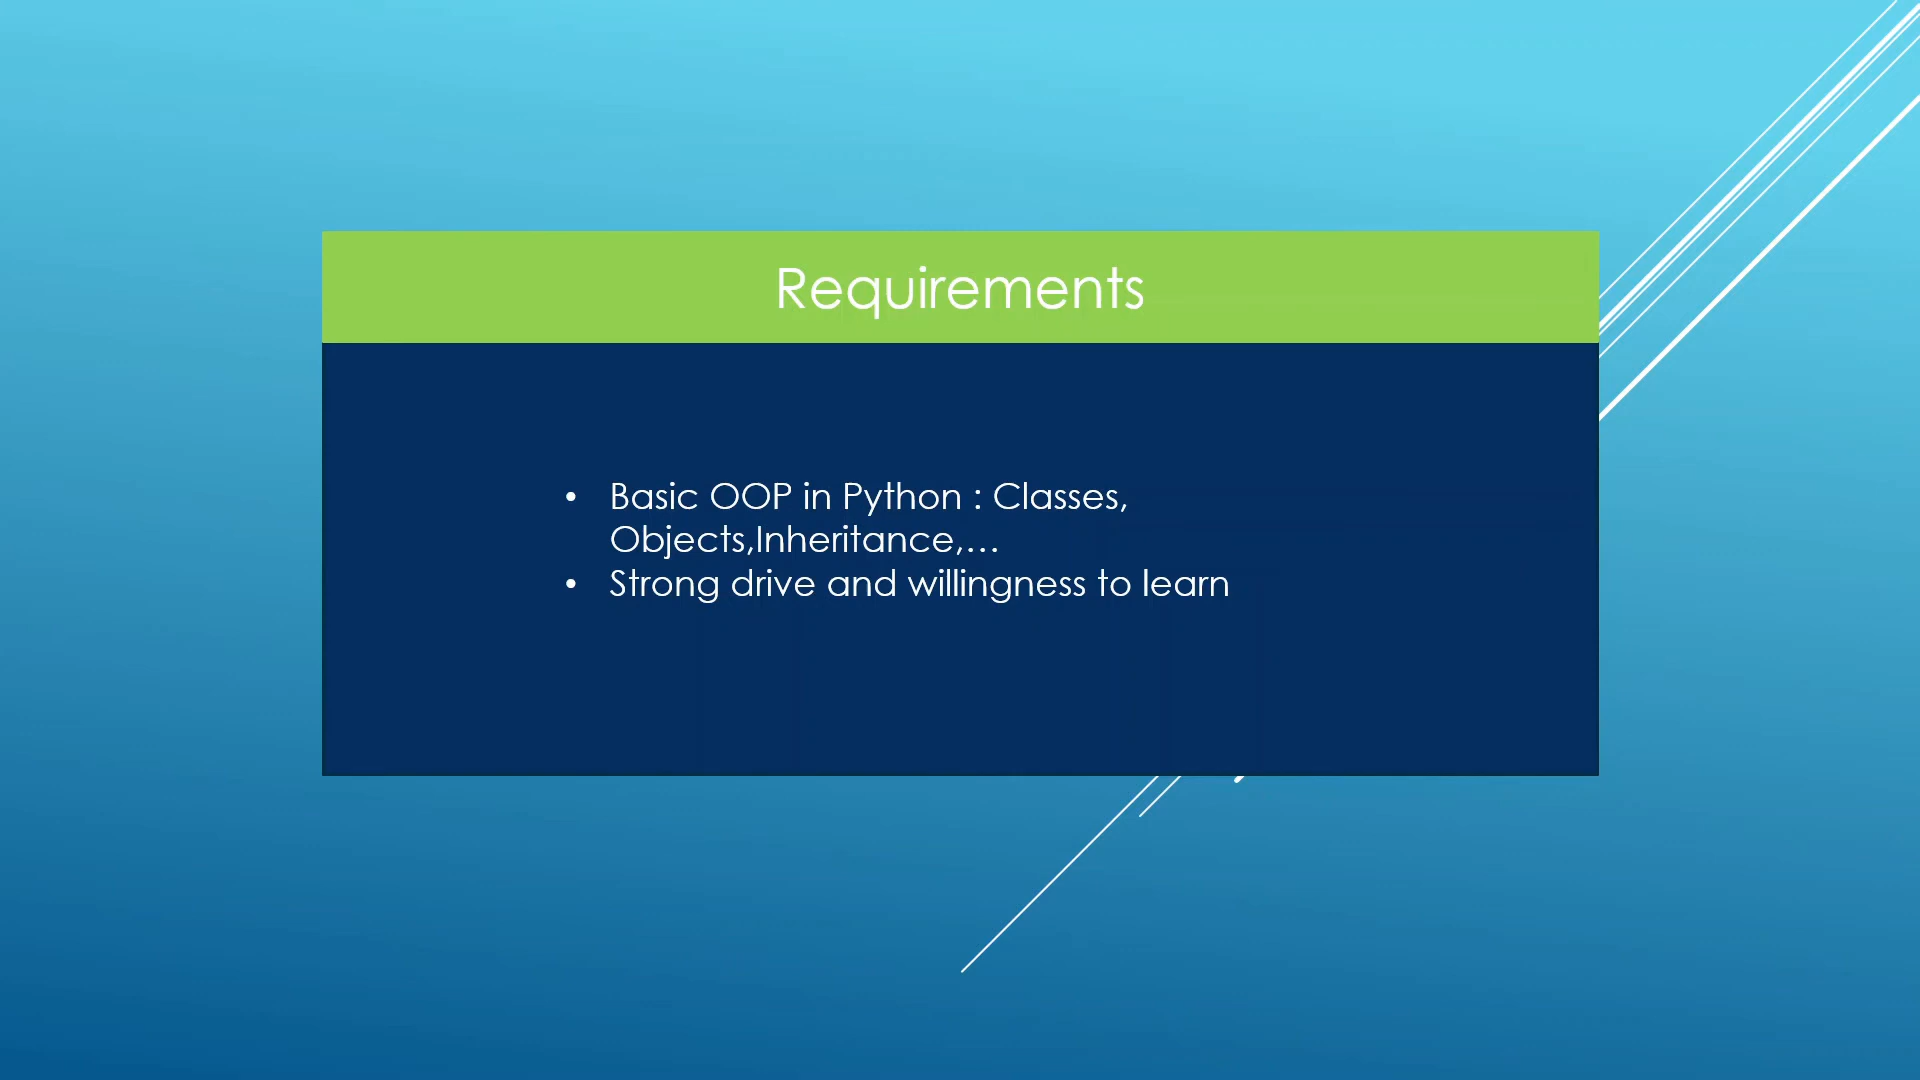 Requirements
• Basic OOP in Python : Classes,
Objects,Inheritance,…
• Strong drive and willingness to learn